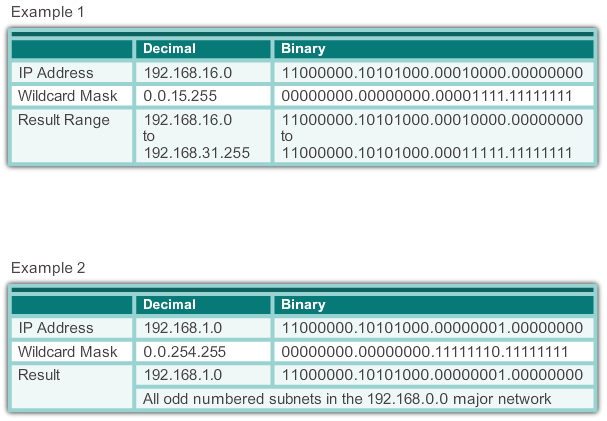 Example 1
Decimal Binary
IP Address 192.168.16.0 11000000.10101000.00010000.00000000
Wildcard Mask 0.0.15.255 00000000.00000000.00001111.11111111
Result Range 192.168.16.0 11000000.10101000.00010000.00000000
to to
192.168.31.255 11000000.10101000.00011111.11111111
Example 2
Decimal Binary
IP Address 192.168.1.0 11000000.10101000.00000001.00000000
Wildcard Mask 0.0.254.255 00000000.00000000.11111110.11111111
Result 192.168.1.0 11000000.10101000.00000001.00000000
All odd numbered subnets in the 192.168.0.0 major network